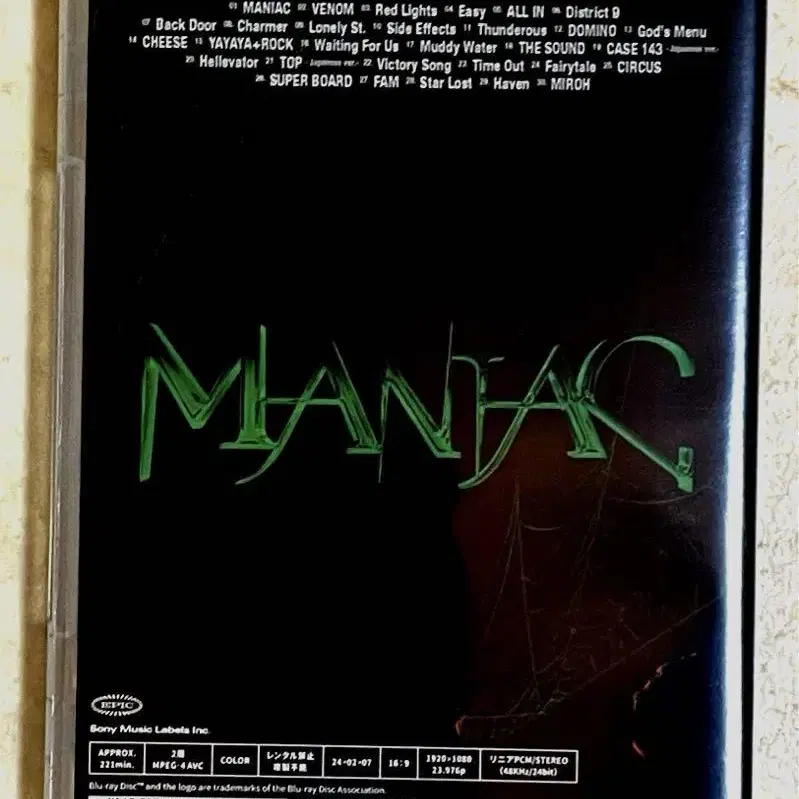 01 MANIAC 02 VENOM 03 Red Lights 04 Easy 05 ALL IN 06 District 9
07 Back Door 08 Charmer 09 Lonely St. 10 Side Effects 11 Thunderous 12 DOMINO 13 God's Menu
14 CHEESE 15 YAYAYA+ROCK 16 Waiting For Us 17 Muddy Water 18 THE SOUND 19 CASE 143 -Japanese ver.-
20 Hellevator 21 TOP -Japanese ver.- 22 Victory Song 23 Time Out 24 Fairytale 25 CIRCUS
26 SUPER BOARD 27 FAM 28 Star Lost 29 Haven 30 MIROH
MANIAC
EPIC
Sony Music Labels Inc.
APPROX. 221min. 2層 MPEG-4 AVC COLOR レンタル禁止 複製不能 24-02-07 16:9 1920×1080 23.976p リニアPCM/STEREO (48KHz/24bit)
Blu-ray Disc™ and the logo are trademarks of the Blu-ray Disc Association.